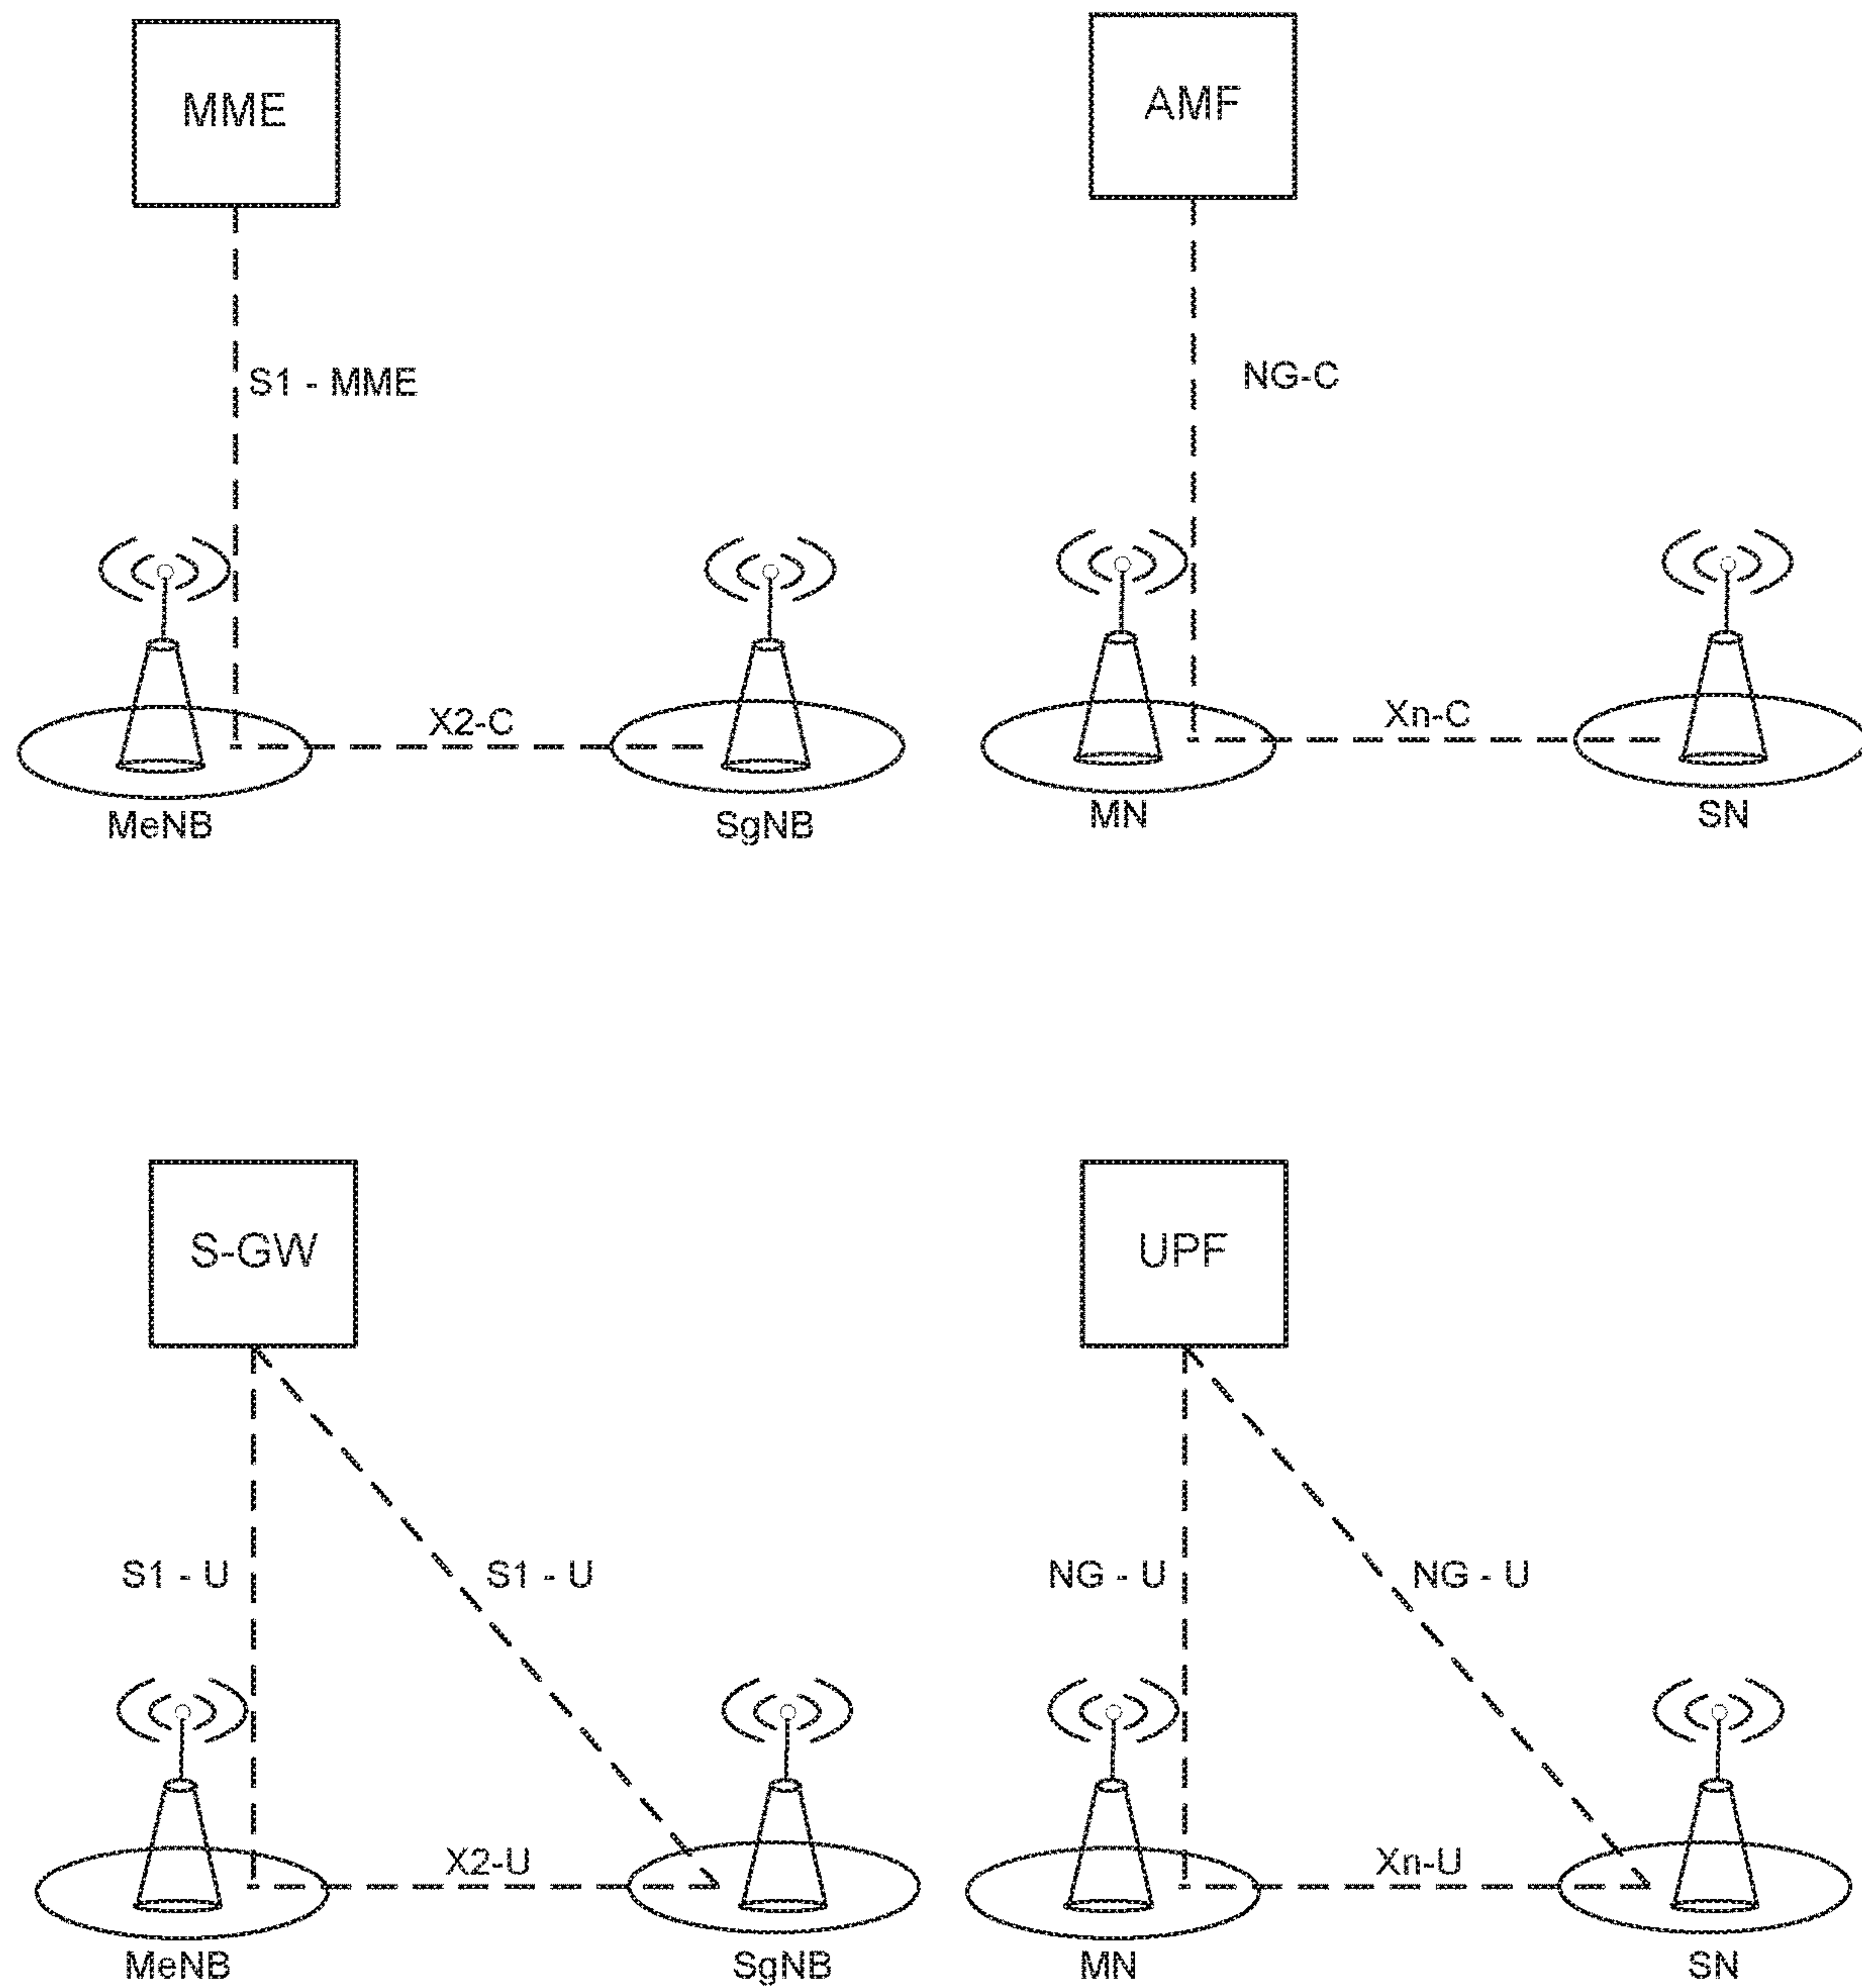 MME
AMF
S1 - MME
NG-C
X2-C
Xn-C
MeNB
SgNB
MN
SN
S-GW
UPF
S1 - U
S1 - U
NG - U
NG - U
X2-U
Xn-U
MeNB
SgNB
MN
SN